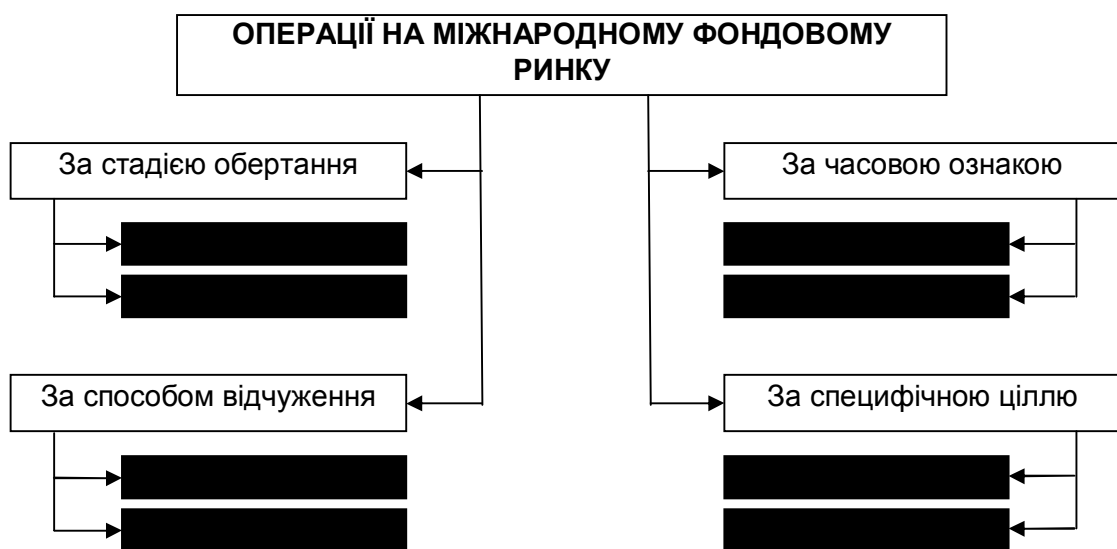 ОПЕРАЦІЇ НА МІЖНАРОДНОМУ ФОНДОВОМУ
РИНКУ
За стадією обертання
За часовою ознакою
За способом відчуження
За специфічною ціллю